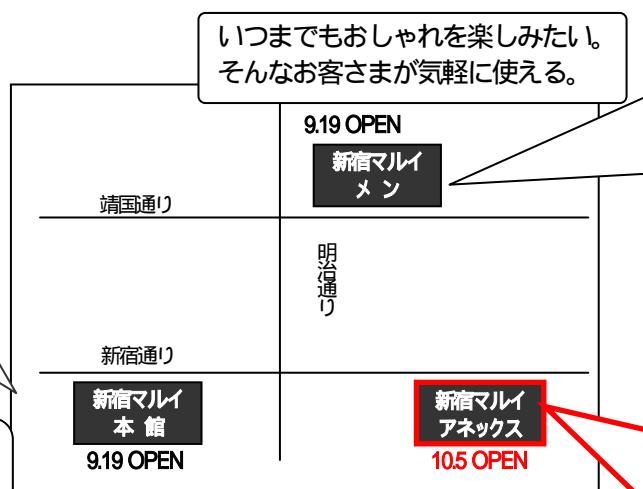 いつまでもおしゃれを楽しみたい。
そんなお客さまが気軽に使える。
9.19 OPEN
新宿マルイ
メン
靖国通り
明治通り
新宿通り
新宿マルイ
本館
9.19 OPEN
新宿マルイ
アネックス
10.5 OPEN